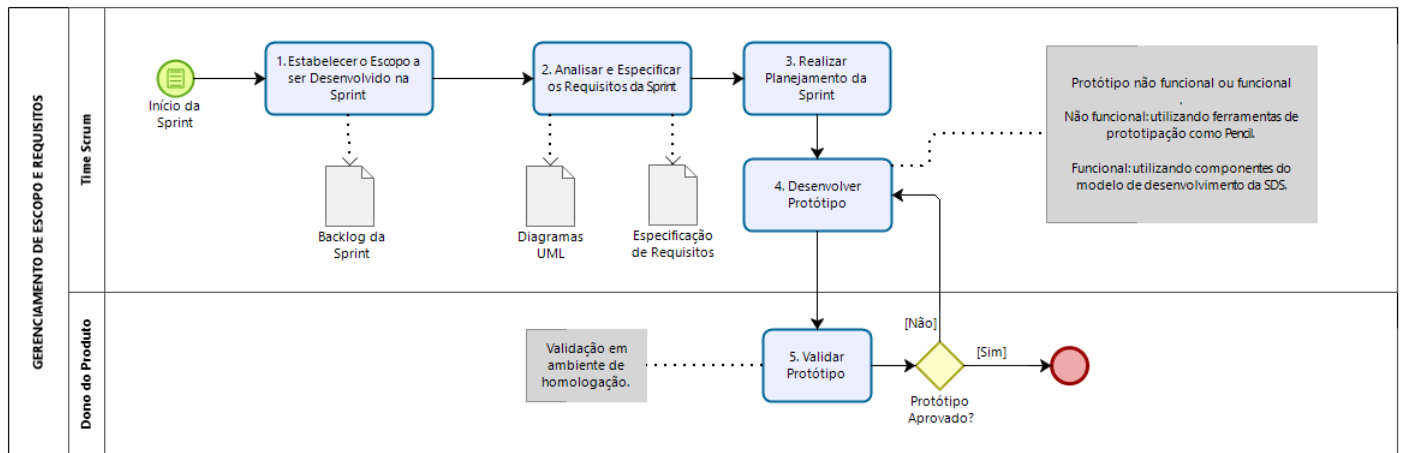 GERENCIAMENTO DE ESCOPO E REQUISITOS
Time Scrum
Início da
Sprint
1. Estabelecer o Escopo a
ser Desenvolvido na
Sprint
Backlog da
Sprint
2. Analisar e Especificar
os Requisitos da Sprint
Diagramas
UML
Especificação
de Requisitos
3. Realizar
Planejamento da
Sprint
4. Desenvolver
Protótipo
Protótipo não funcional ou funcional
.
Não funcional: utilizando ferramentas de
prototipação como Pencil.
Funcional: utilizando componentes do
modelo de desenvolvimento da SDS.
Dono do Produto
Validação em
ambiente de
homologação.
5. Validar
Protótipo
[Não]
[Sim]
Protótipo
Aprovado?